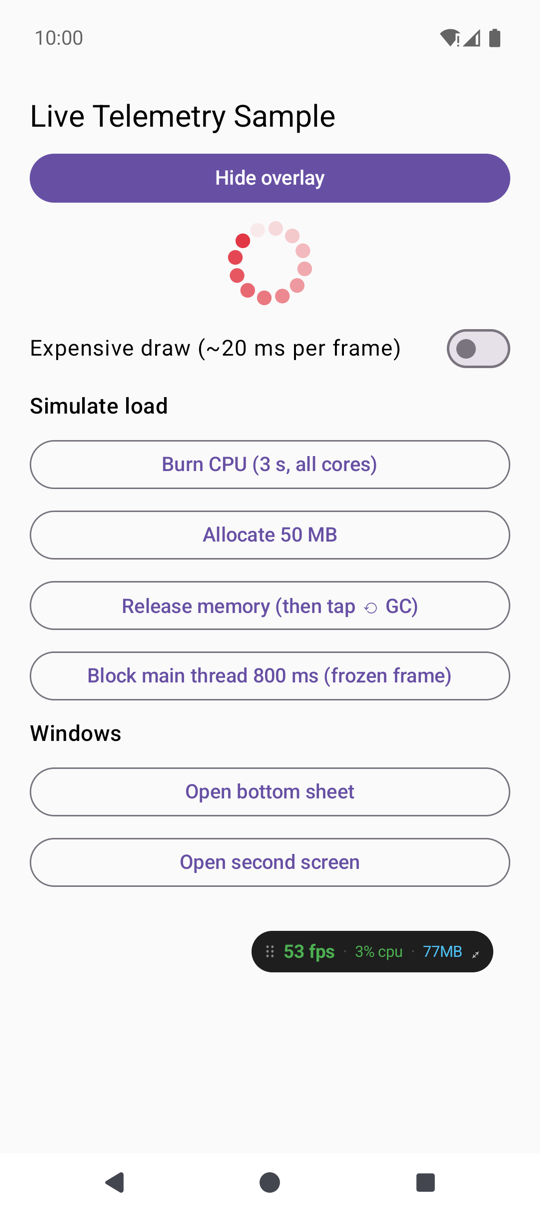 10:00
Live Telemetry Sample
Hide overlay
Expensive draw (~20 ms per frame)
Simulate load
Burn CPU (3 s, all cores)
Allocate 50 MB
Release memory (then tap ⟲ GC)
Block main thread 800 ms (frozen frame)
Windows
Open bottom sheet
Open second screen
53 fps · 3% cpu · 77MB